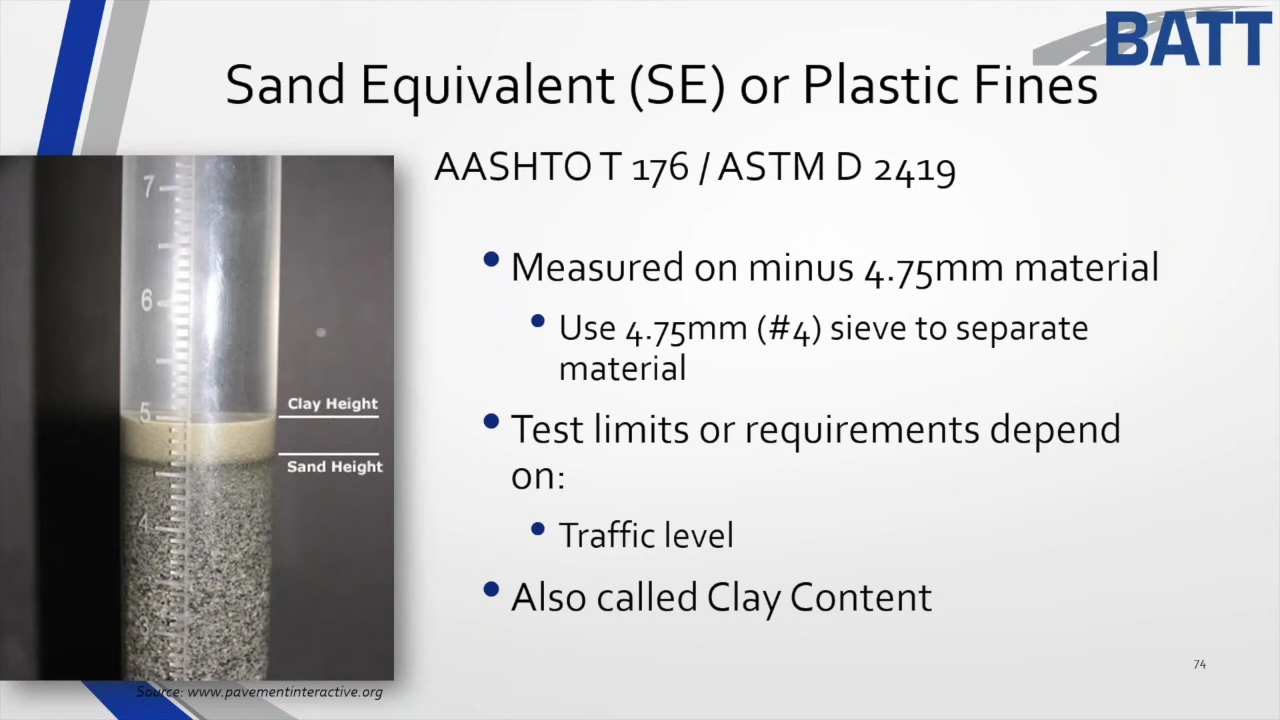 BATT
Sand Equivalent (SE) or Plastic Fines
AASHTO T 176 / ASTM D 2419
7
6
Clay Height
5
Sand Height
4
3
• Measured on minus 4.75mm material
• Use 4.75mm (#4) sieve to separate
material
• Test limits or requirements depend
on:
• Traffic level
• Also called Clay Content
74
Source: www.pavementinteractive.org